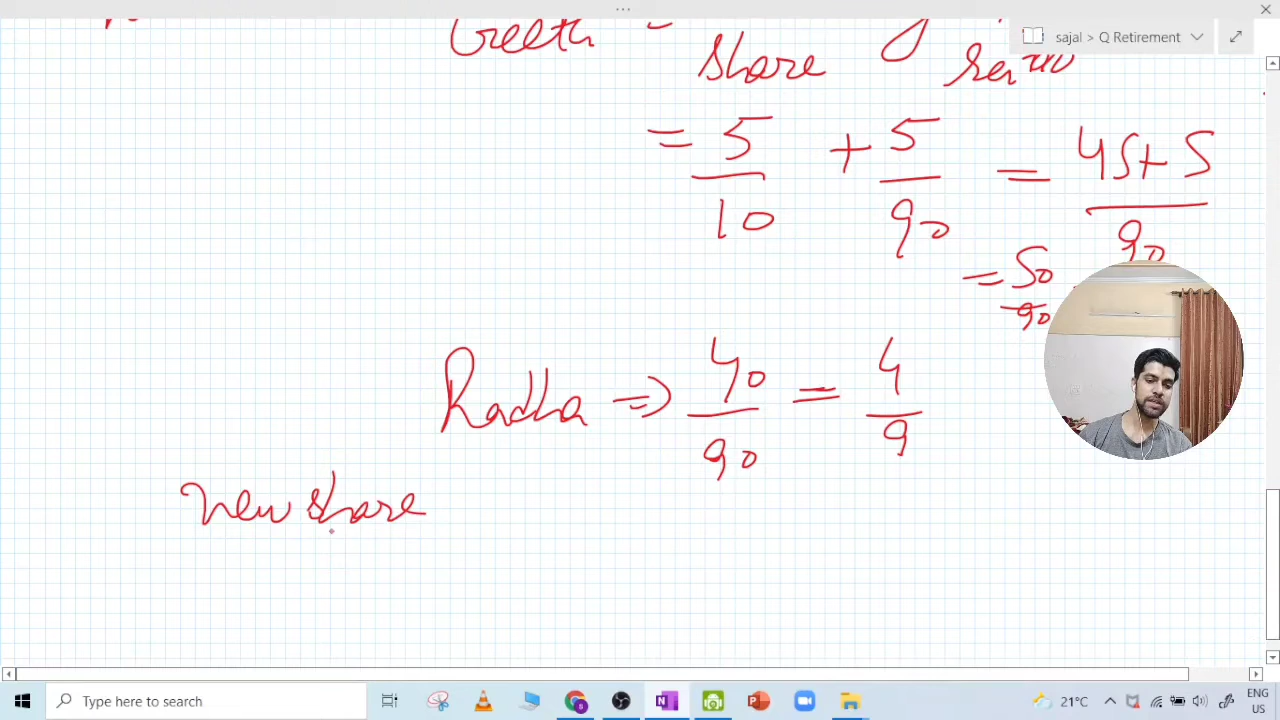 sajal > Q Retirement
Geeta
share
= 5/10 + 5/90 = 45+5/90
= 50/90
Radha => 40/90 = 4/9
new share
Type here to search
21°C
ENG
US